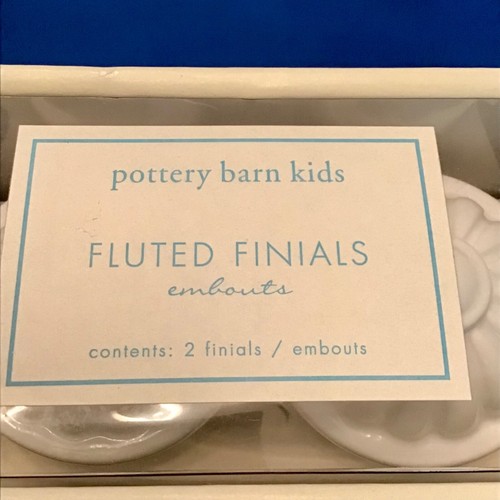 pottery barn kids
FLUTED FINIALS
embouts
contents: 2 finials / embouts